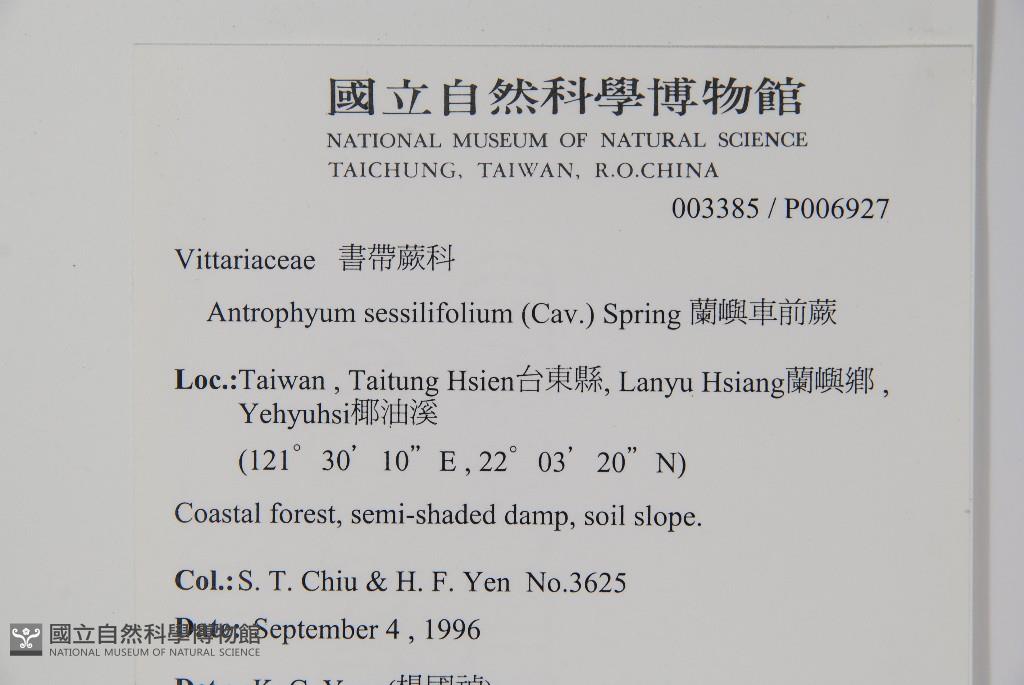 國立自然科學博物館
NATIONAL MUSEUM OF NATURAL SCIENCE
TAICHUNG, TAIWAN, R.O.CHINA
003385 / P006927
Vittariaceae 書帶蕨科
Antrophyum sessilifolium (Cav.) Spring 蘭嶼車前蕨
Loc.:Taiwan , Taitung Hsien台東縣, Lanyu Hsiang蘭嶼鄉 ,
Yehyuhsi椰油溪
(121° 30’ 10” E , 22° 03’ 20” N)
Coastal forest, semi-shaded damp, soil slope.
Col.:S. T. Chiu & H. F. Yen No.3625
Date: September 4 , 1996
國立自然科學博物館
NATIONAL MUSEUM OF NATURAL SCIENCE